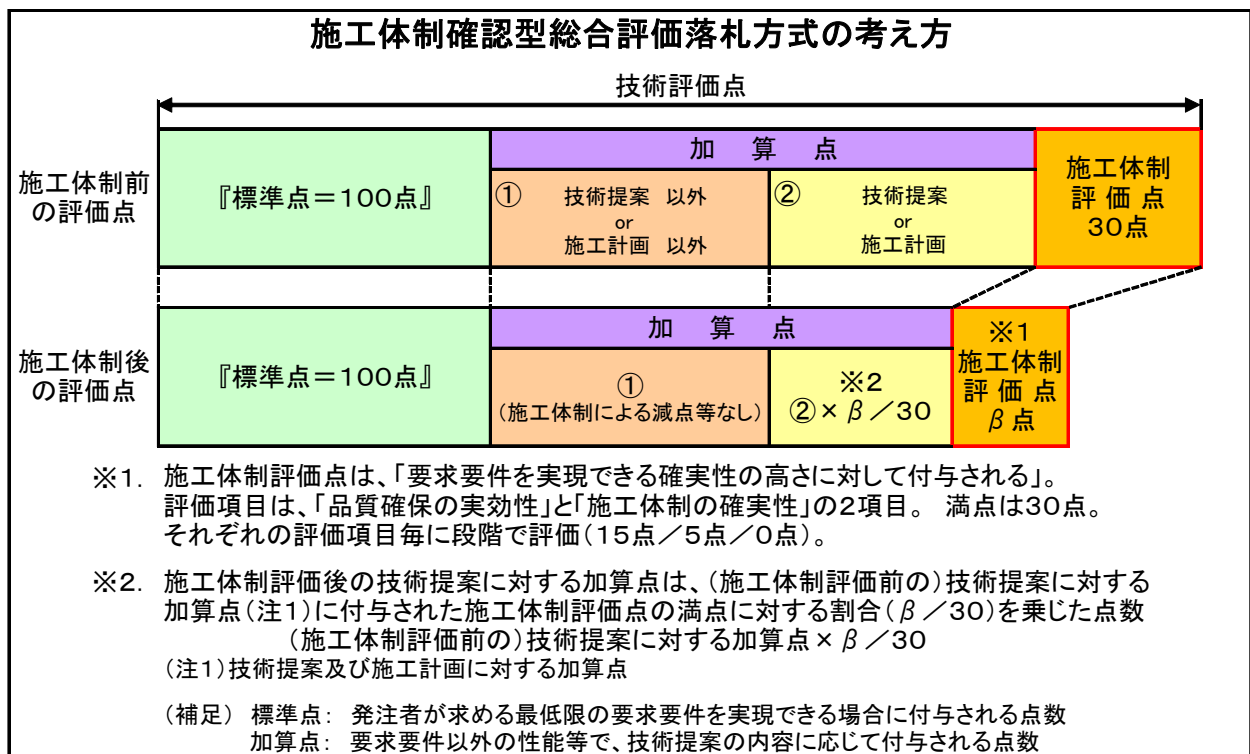 施工体制確認型総合評価落札方式の考え方
技術評価点
施工体制前
の評価点
『標準点＝100点』
加　算　点
① 技術提案 以外
or
施工計画 以外
② 技術提案
or
施工計画
施工体制
評 価 点
30点
施工体制後
の評価点
『標準点＝100点』
加　算　点
①
(施工体制による減点等なし)
※2
②×β／30
※1
施工体制
評 価 点
β点
※1. 施工体制評価点は、「要求要件を実現できる確実性の高さに対して付与される」。
評価項目は、「品質確保の実効性」と「施工体制の確実性」の2項目。 満点は30点。
それぞれの評価項目毎に段階で評価(15点／5点／0点)。
※2. 施工体制評価後の技術提案に対する加算点は、(施工体制評価前の)技術提案に対する
加算点(注1)に付与された施工体制評価点の満点に対する割合(β／30)を乗じた点数
(施工体制評価前の)技術提案に対する加算点×β／30
(注1)技術提案及び施工計画に対する加算点
(補足) 標準点： 発注者が求める最低限の要求要件を実現できる場合に付与される点数
加算点： 要求要件以外の性能等で、技術提案の内容に応じて付与される点数